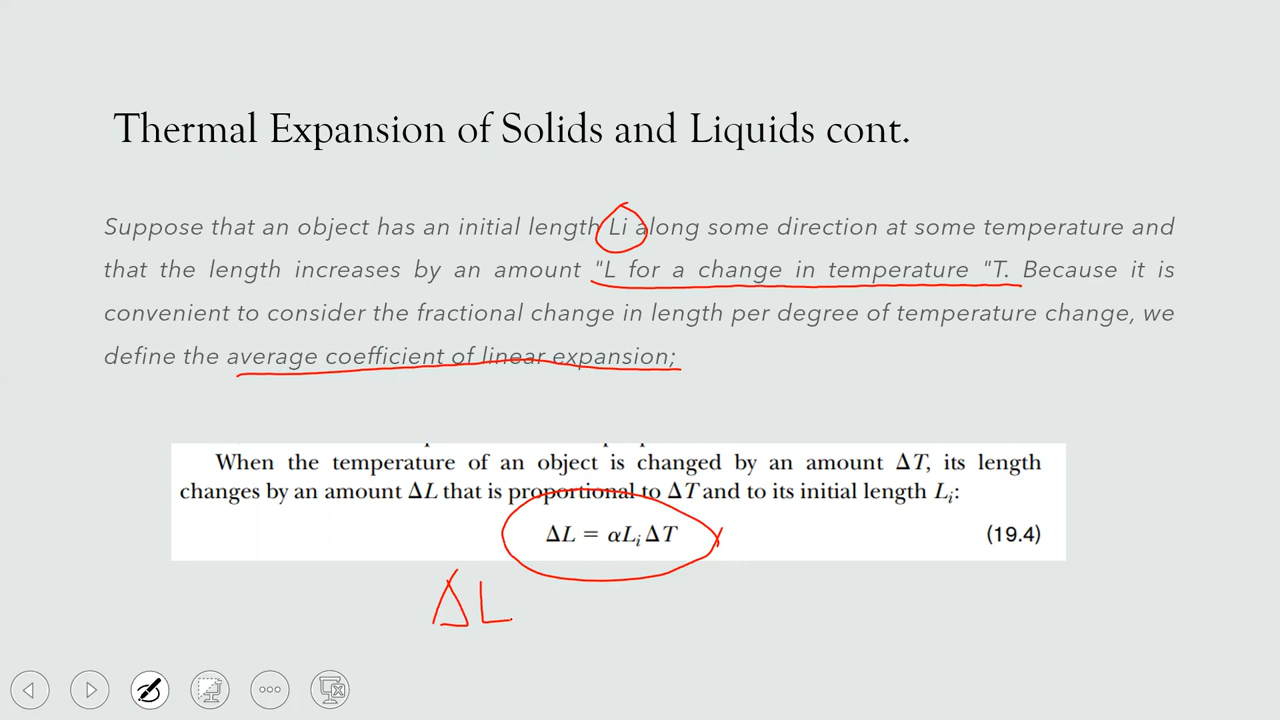 Thermal Expansion of Solids and Liquids cont.
Suppose that an object has an initial length Li along some direction at some temperature and
that the length increases by an amount "L for a change in temperature "T. Because it is
convenient to consider the fractional change in length per degree of temperature change, we
define the average coefficient of linear expansion;
When the temperature of an object is changed by an amount ΔT, its length
changes by an amount ΔL that is proportional to ΔT and to its initial length Lᵢ:
ΔL = αLᵢ ΔT (19.4)
ΔL